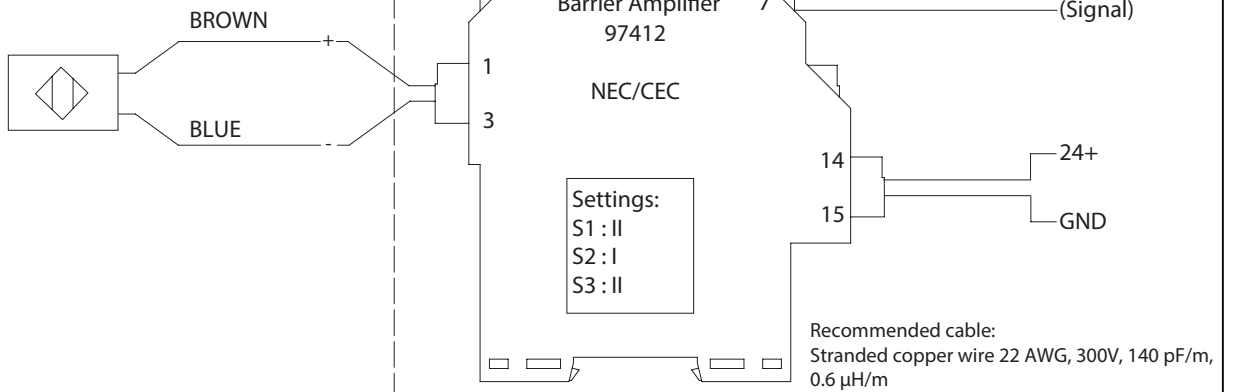 Barrier Amplifier 7
(Signal)
97412
BROWN
+
1
NEC/CEC
3
BLUE
-
14
24+
15
GND
Settings:
S1 : II
S2 : I
S3 : II
Recommended cable:
Stranded copper wire 22 AWG, 300V, 140 pF/m,
0.6 µH/m